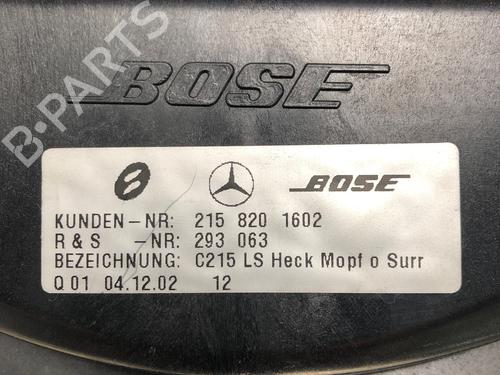 BOSE
B-PARTS
8
BOSE
KUNDEN-NR: 215 820 1602
R & S -NR: 293 063
BEZEICHNUNG: C215 LS Heck Mopf o Surr
Q 01 04.12.02 12